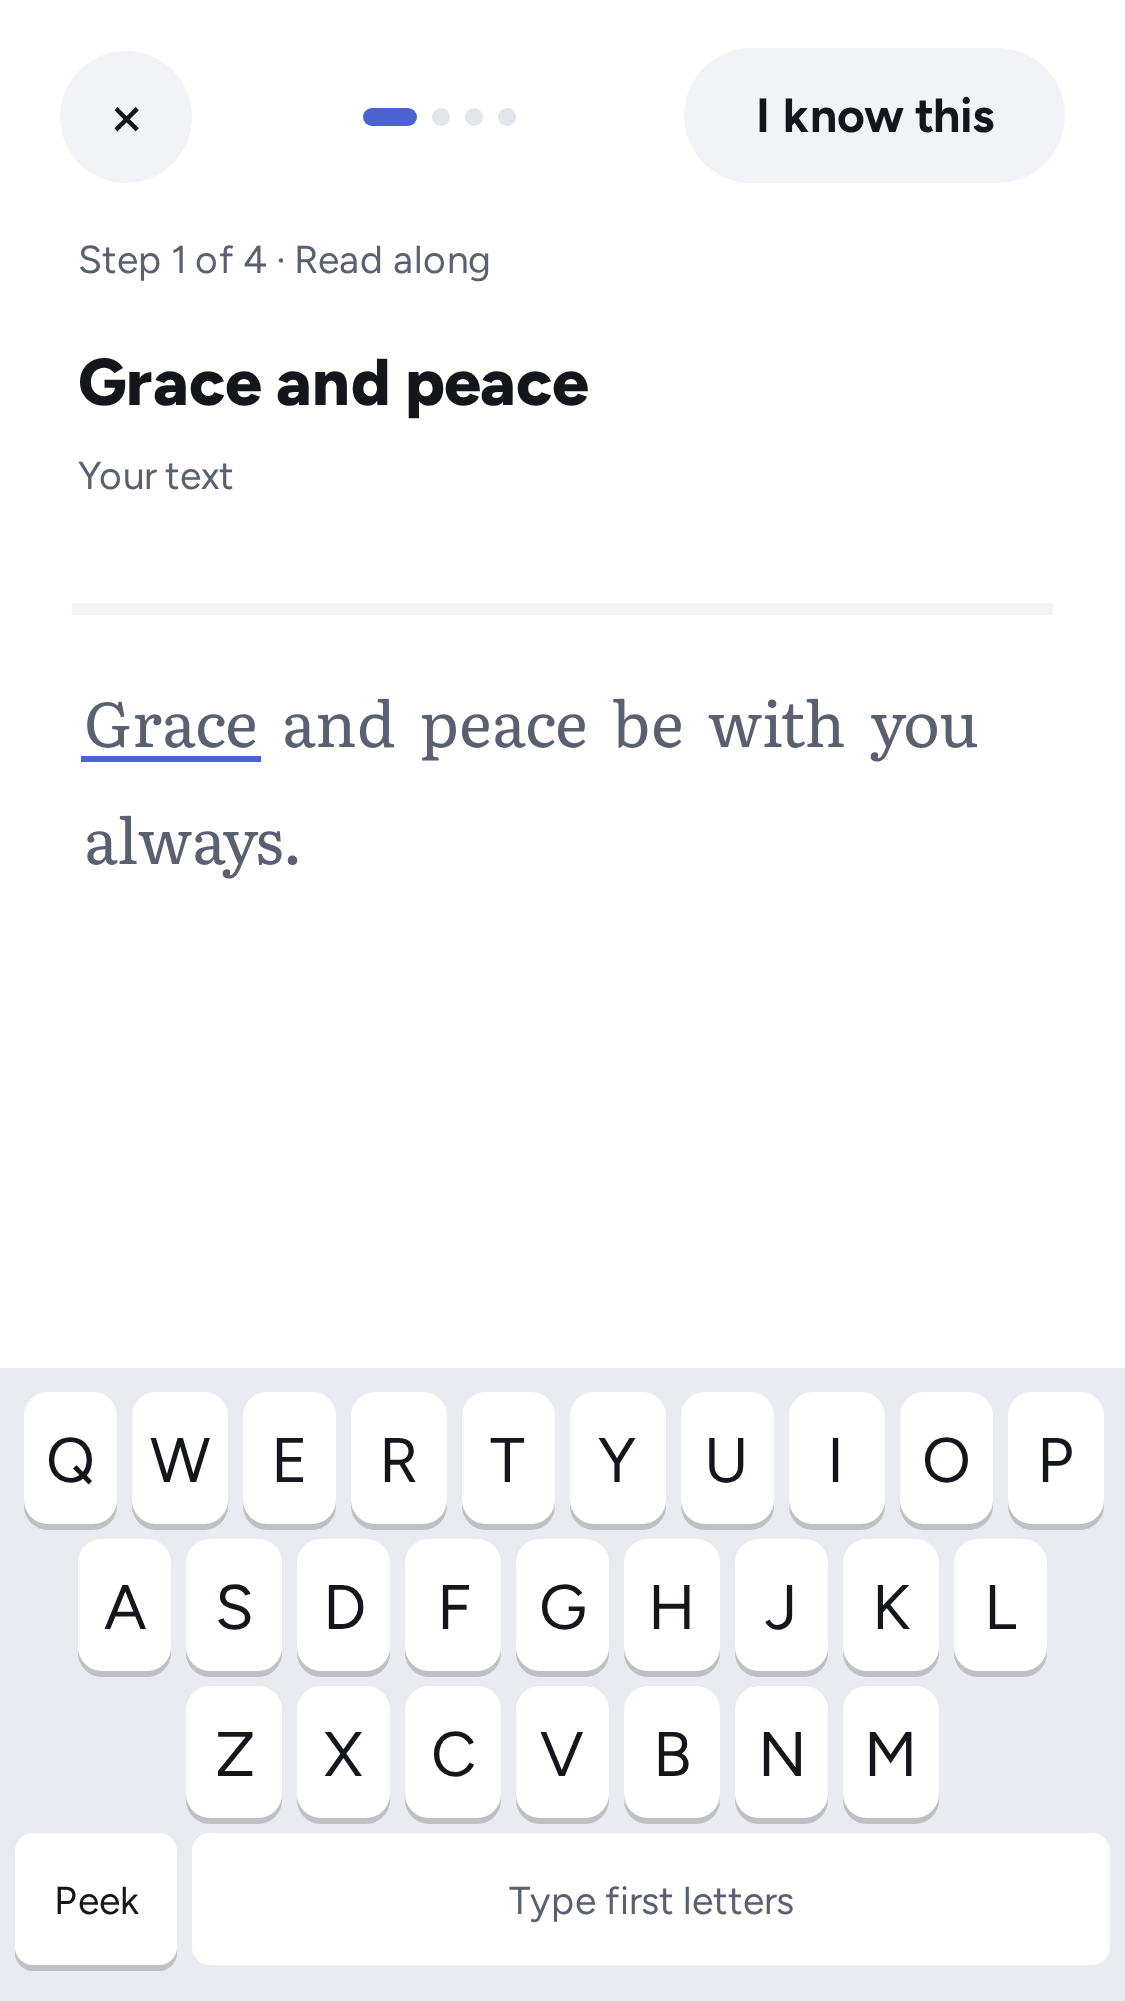 ×
I know this
Step 1 of 4 · Read along
Grace and peace
Your text
Grace and peace be with you
always.
Q W E R T Y U I O P
A S D F G H J K L
Z X C V B N M
Peek
Type first letters